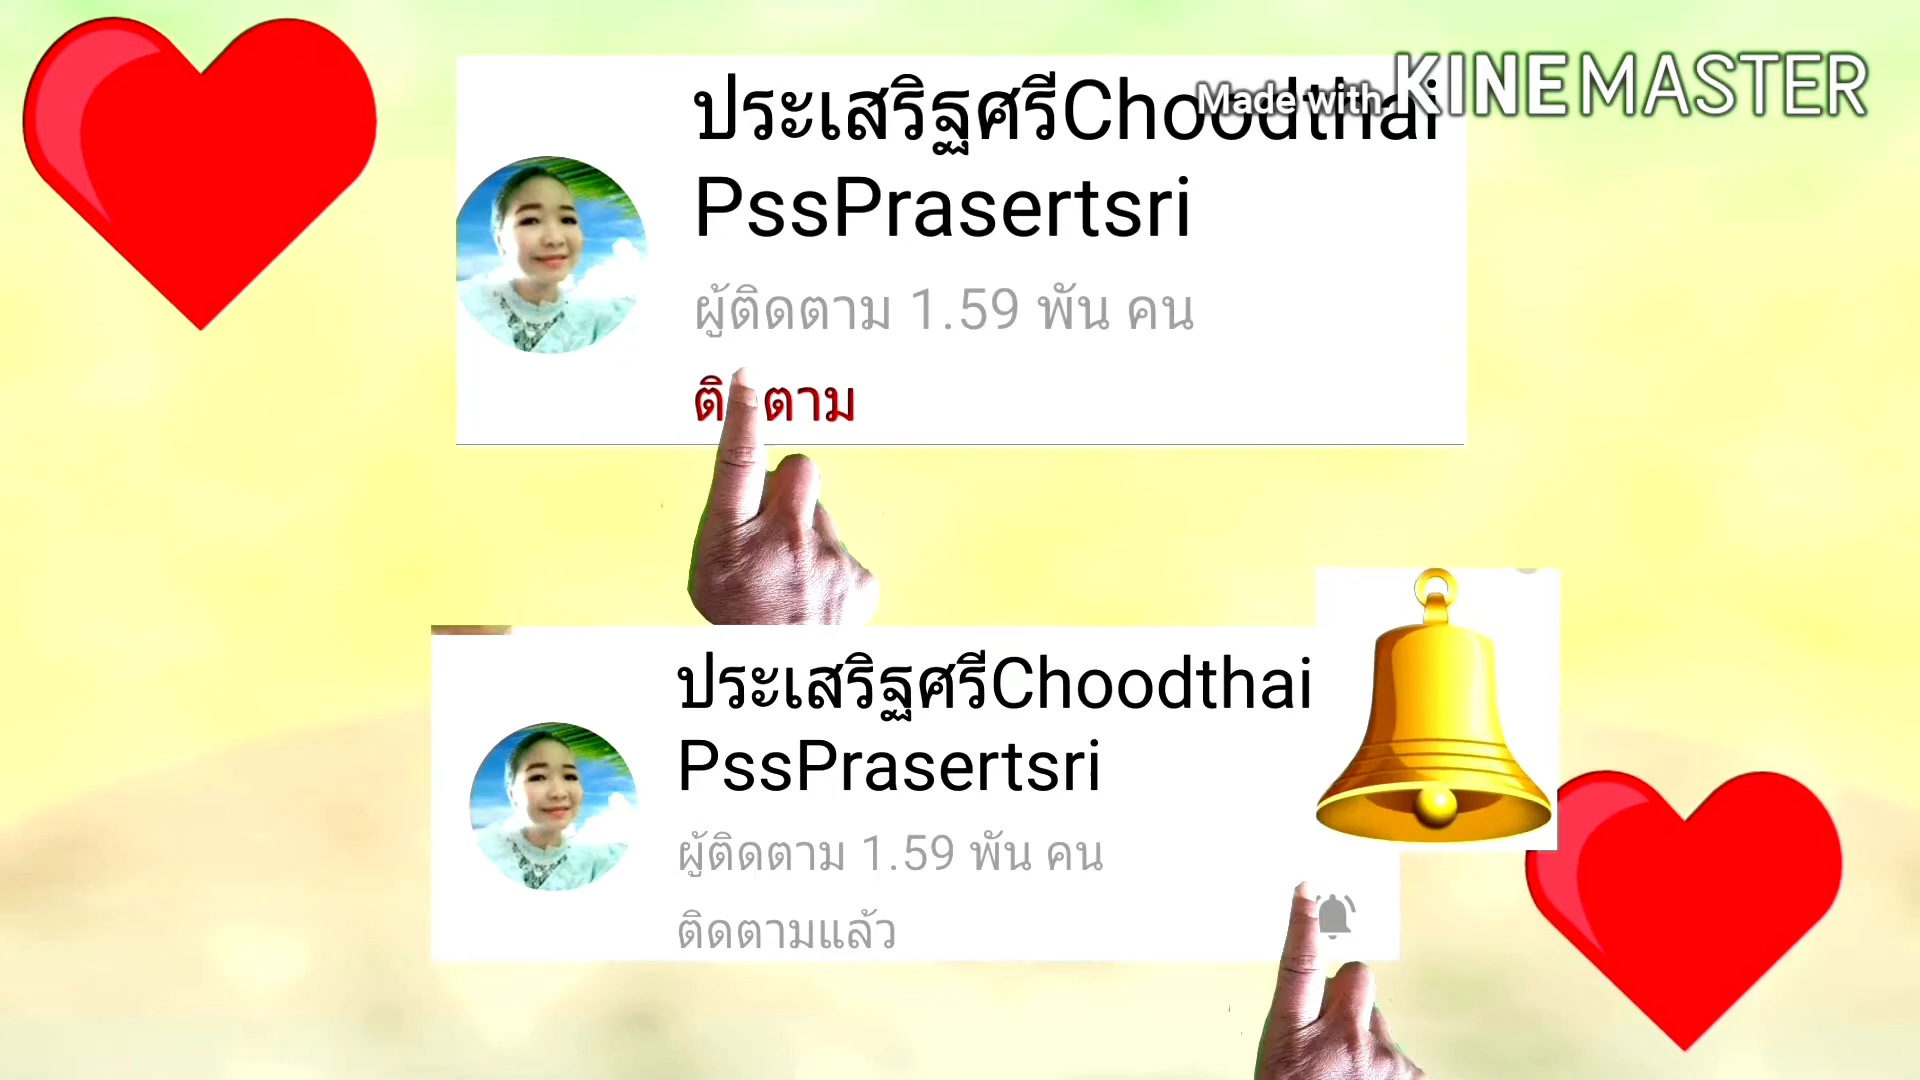 ประเสริฐศรีChoodthai
Made with KINEMASTER
PssPrasertsri
ผู้ติดตาม 1.59 พัน คน
ติดตาม
ประเสริฐศรีChoodthai
PssPrasertsri
ผู้ติดตาม 1.59 พัน คน
ติดตามแล้ว